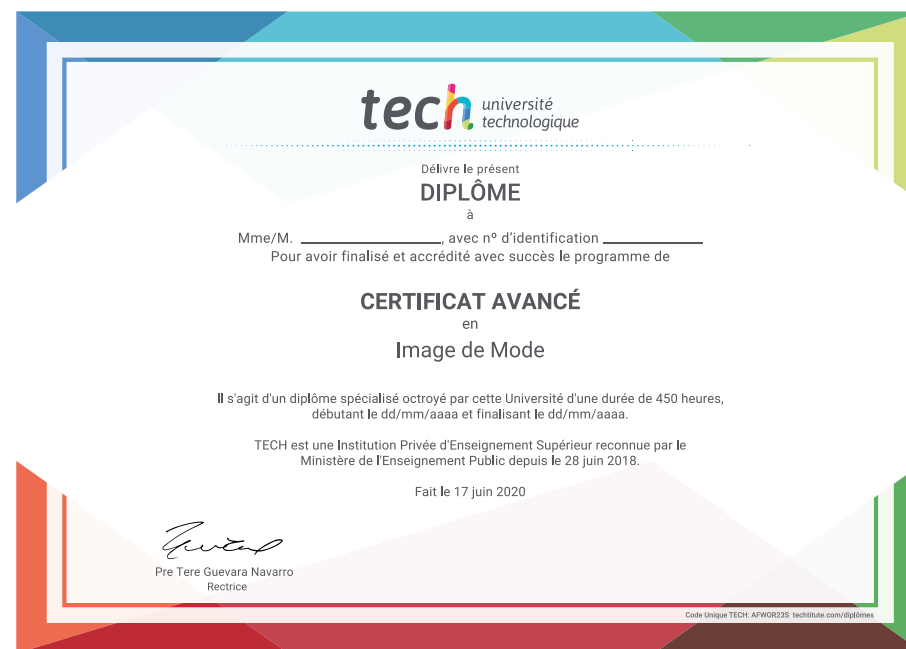 tech université
technologique
Délivre le présent
DIPLÔME
à
Mme/M. ____________________, avec nº d'identification ______________
Pour avoir finalisé et accrédité avec succès le programme de
CERTIFICAT AVANCÉ
en
Image de Mode
Il s'agit d'un diplôme spécialisé octroyé par cette Université d'une durée de 450 heures,
débutant le dd/mm/aaaa et finalisant le dd/mm/aaaa.
TECH est une Institution Privée d'Enseignement Supérieur reconnue par le
Ministère de l'Enseignement Public depuis le 28 juin 2018.
Fait le 17 juin 2020
Pre Tere Guevara Navarro
Rectrice
Code Unique TECH: AFWOR23S techtitute.com/diplômes